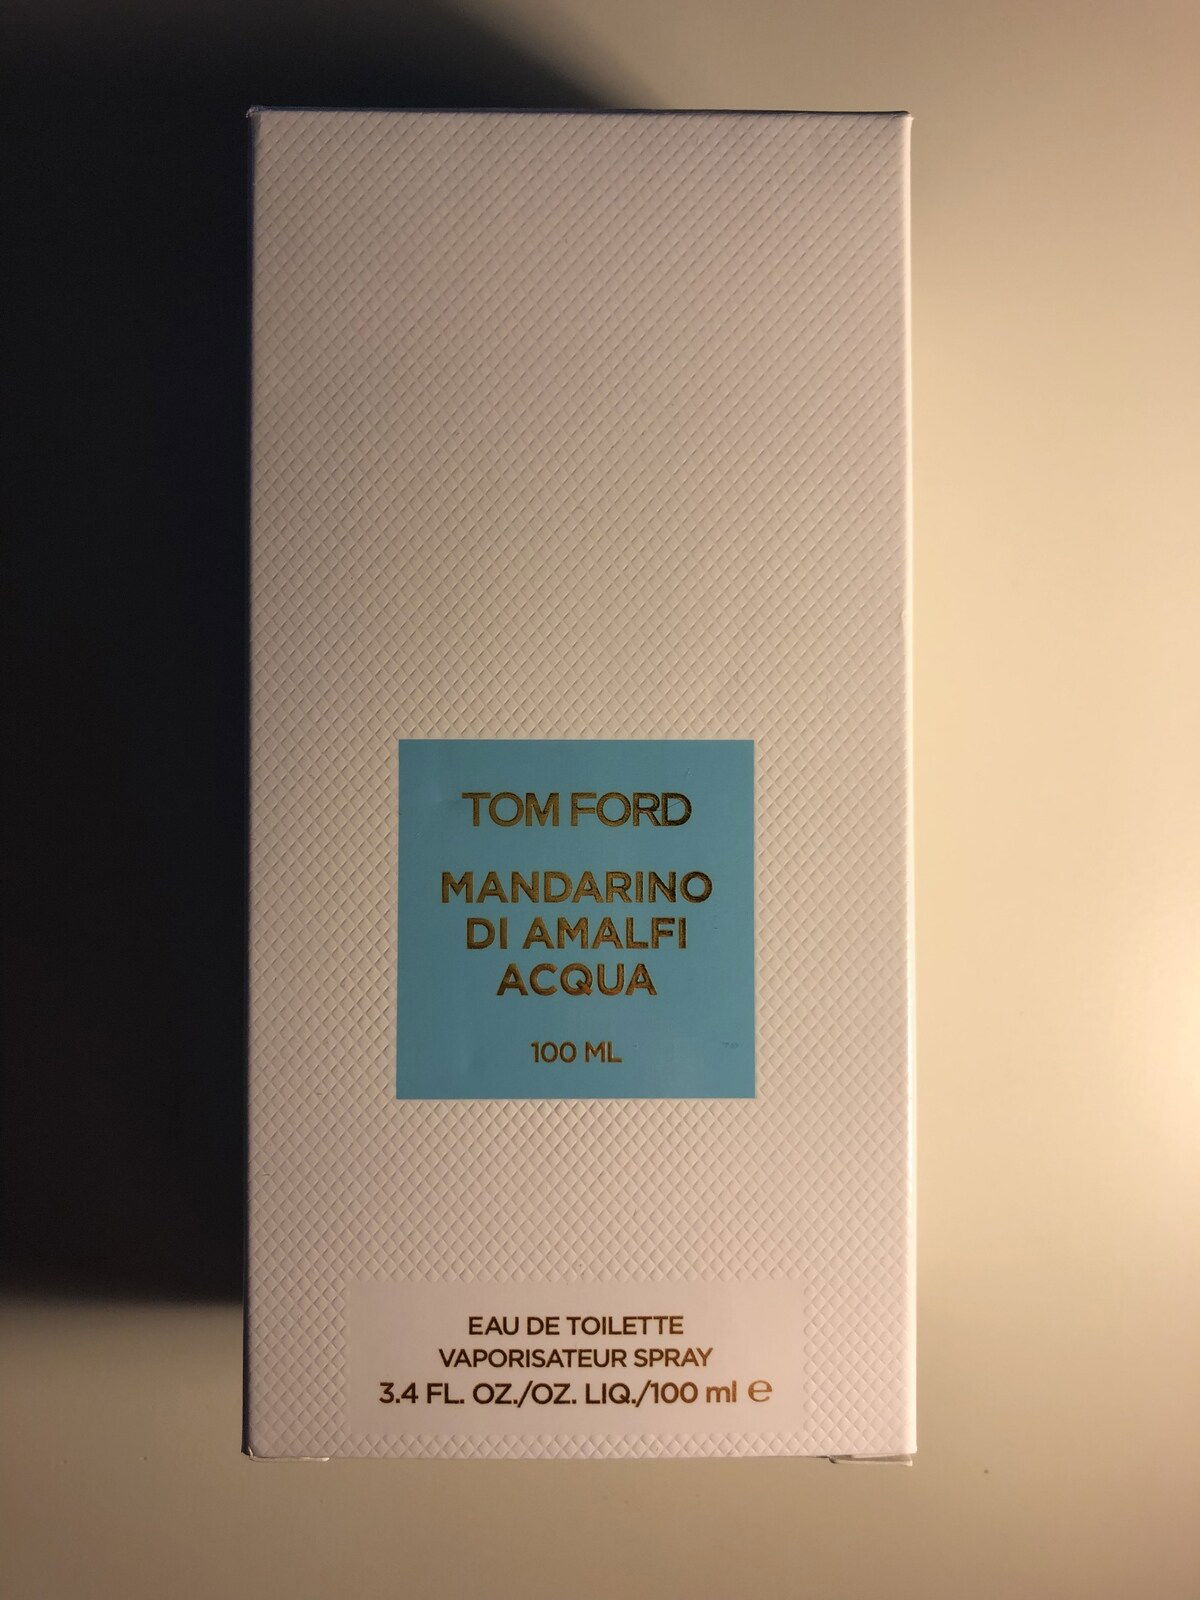 TOM FORD
MANDARINO
DI AMALFI
ACQUA
100 ML
EAU DE TOILETTE
VAPORISATEUR SPRAY
3.4 FL. OZ./OZ. LIQ./100 ml ℮